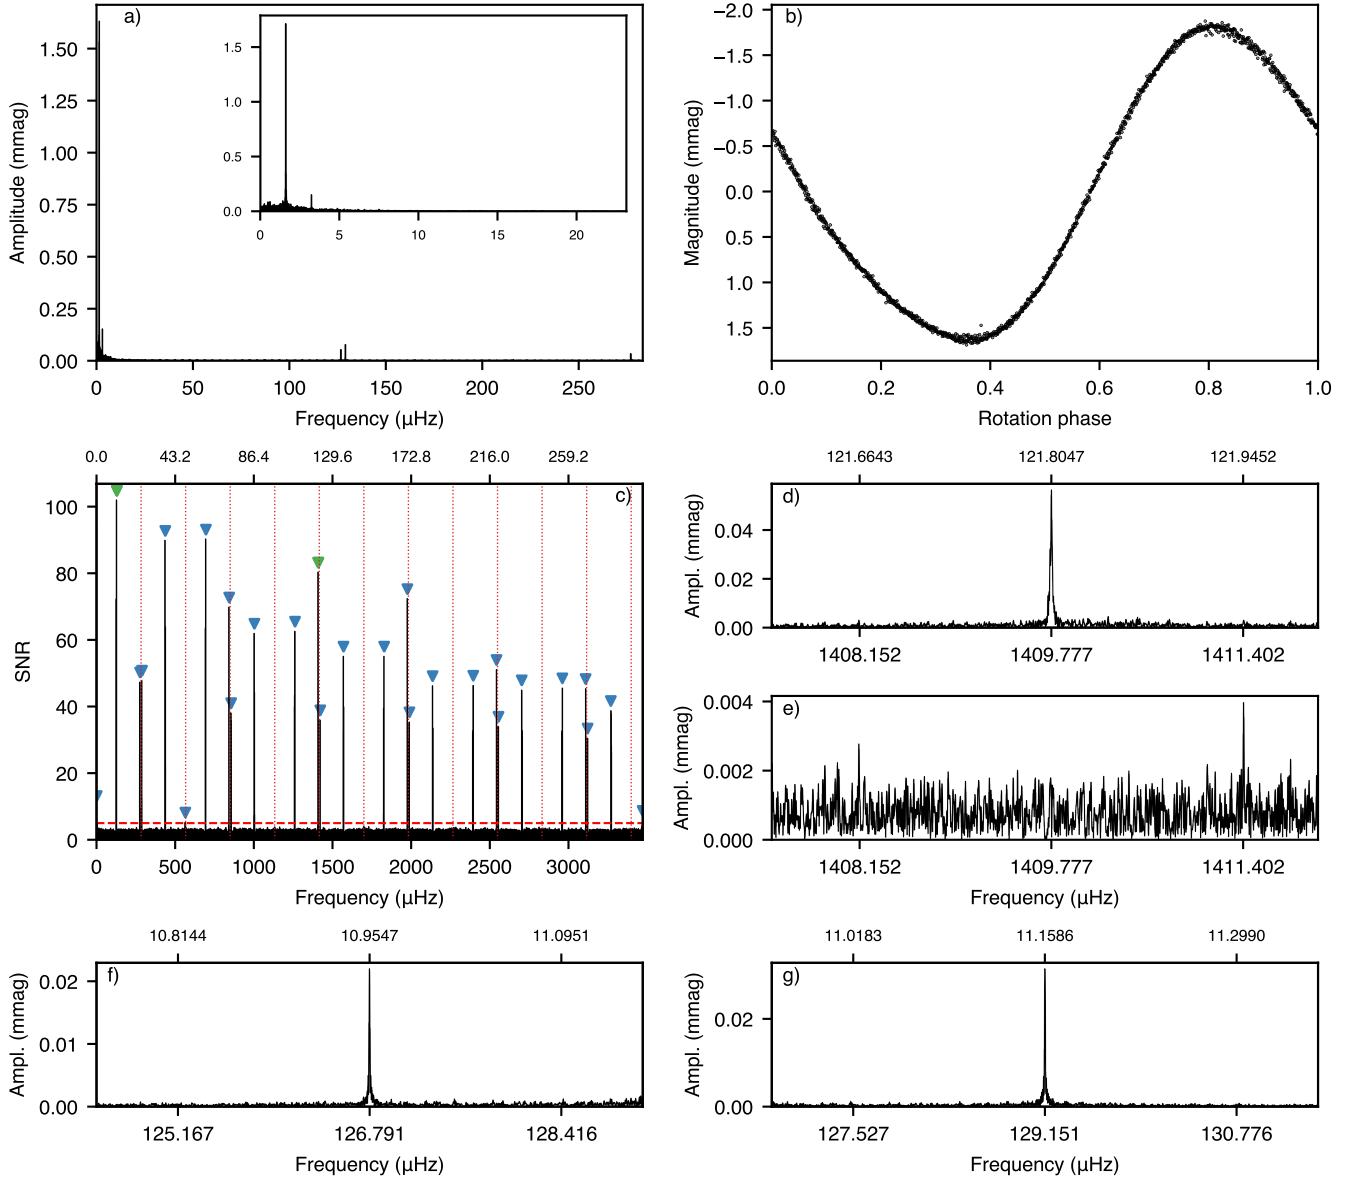 a)
Amplitude (mmag)
1.50
1.25
1.00
0.75
0.50
0.25
0.00
0 50 100 150 200 250
Frequency (µHz)
1.5
1.0
0.5
0.0
0 5 10 15 20
b)
Magnitude (mmag)
−2.0
−1.5
−1.0
−0.5
0.0
0.5
1.0
1.5
0.0 0.2 0.4 0.6 0.8 1.0
Rotation phase
0.0 43.2 86.4 129.6 172.8 216.0 259.2
c)
SNR
100
80
60
40
20
0
0 500 1000 1500 2000 2500 3000
Frequency (µHz)
121.6643 121.8047 121.9452
d)
Ampl. (mmag)
0.04
0.02
0.00
1408.152 1409.777 1411.402
e)
Ampl. (mmag)
0.004
0.002
0.000
1408.152 1409.777 1411.402
Frequency (µHz)
10.8144 10.9547 11.0951
f)
Ampl. (mmag)
0.02
0.01
0.00
125.167 126.791 128.416
Frequency (µHz)
11.0183 11.1586 11.2990
g)
Ampl. (mmag)
0.02
0.00
127.527 129.151 130.776
Frequency (µHz)